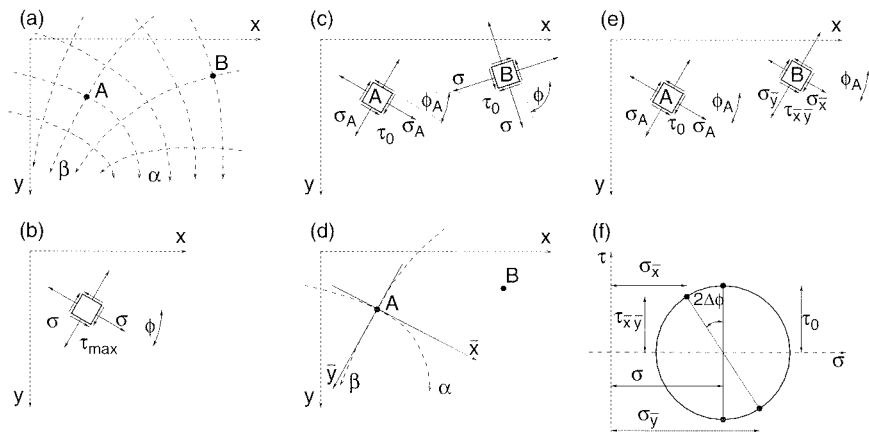 (a)
x
B
A
β
α
y
(c)
x
A
B
σ
ϕA
τ0
ϕ
σA
τ0
σA
σ
y
(e)
x
A
B
ϕA
σȳ
σx̄
ϕA
τx̄ȳ
σA
τ0
σA
y
(b)
x
σ
σ
ϕ
τmax
y
(d)
x
B
A
x̄
ȳ
β
α
y
(f)
τ
σx̄
2Δϕ
τx̄ȳ
τ0
σ
σ
σȳ